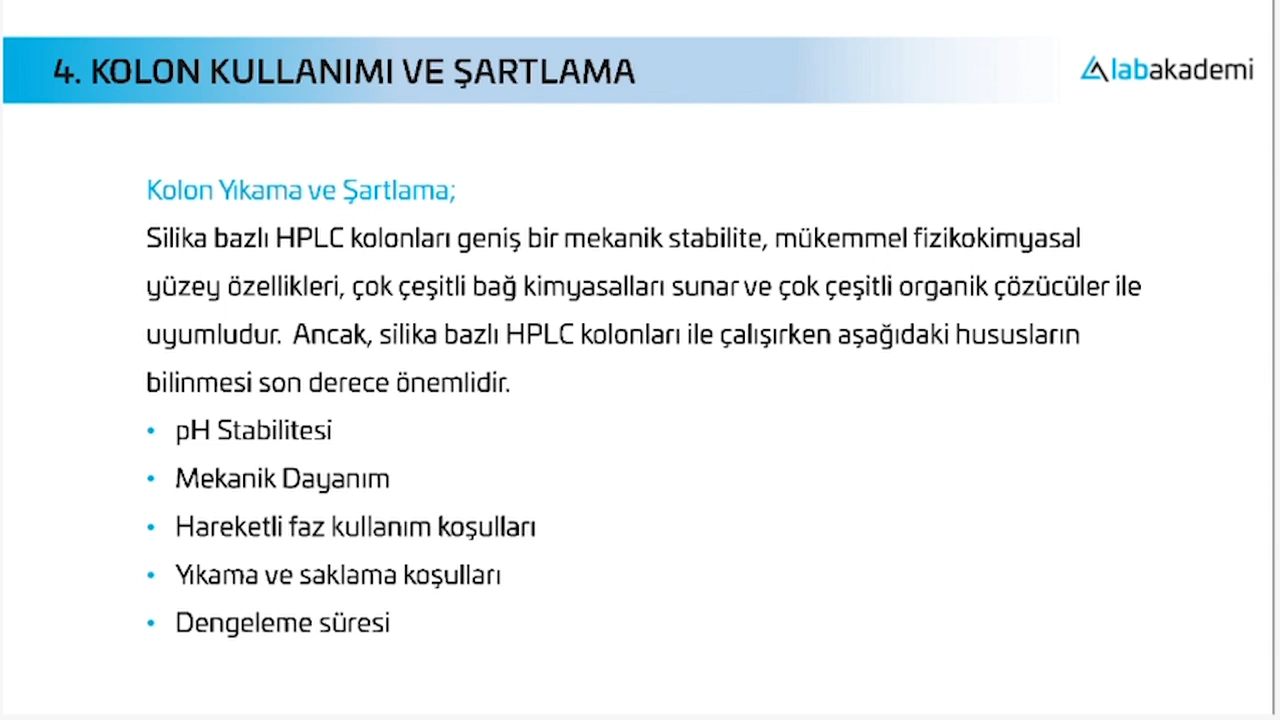 4. KOLON KULLANIMI VE ŞARTLAMA
labakademi
Kolon Yıkama ve Şartlama;
Silika bazlı HPLC kolonları geniş bir mekanik stabilite, mükemmel fizikokimyasal
yüzey özellikleri, çok çeşitli bağ kimyasalları sunar ve çok çeşitli organik çözücüler ile
uyumludur. Ancak, silika bazlı HPLC kolonları ile çalışırken aşağıdaki hususların
bilinmesi son derece önemlidir.
• pH Stabilitesi
• Mekanik Dayanım
• Hareketli faz kullanım koşulları
• Yıkama ve saklama koşulları
• Dengeleme süresi